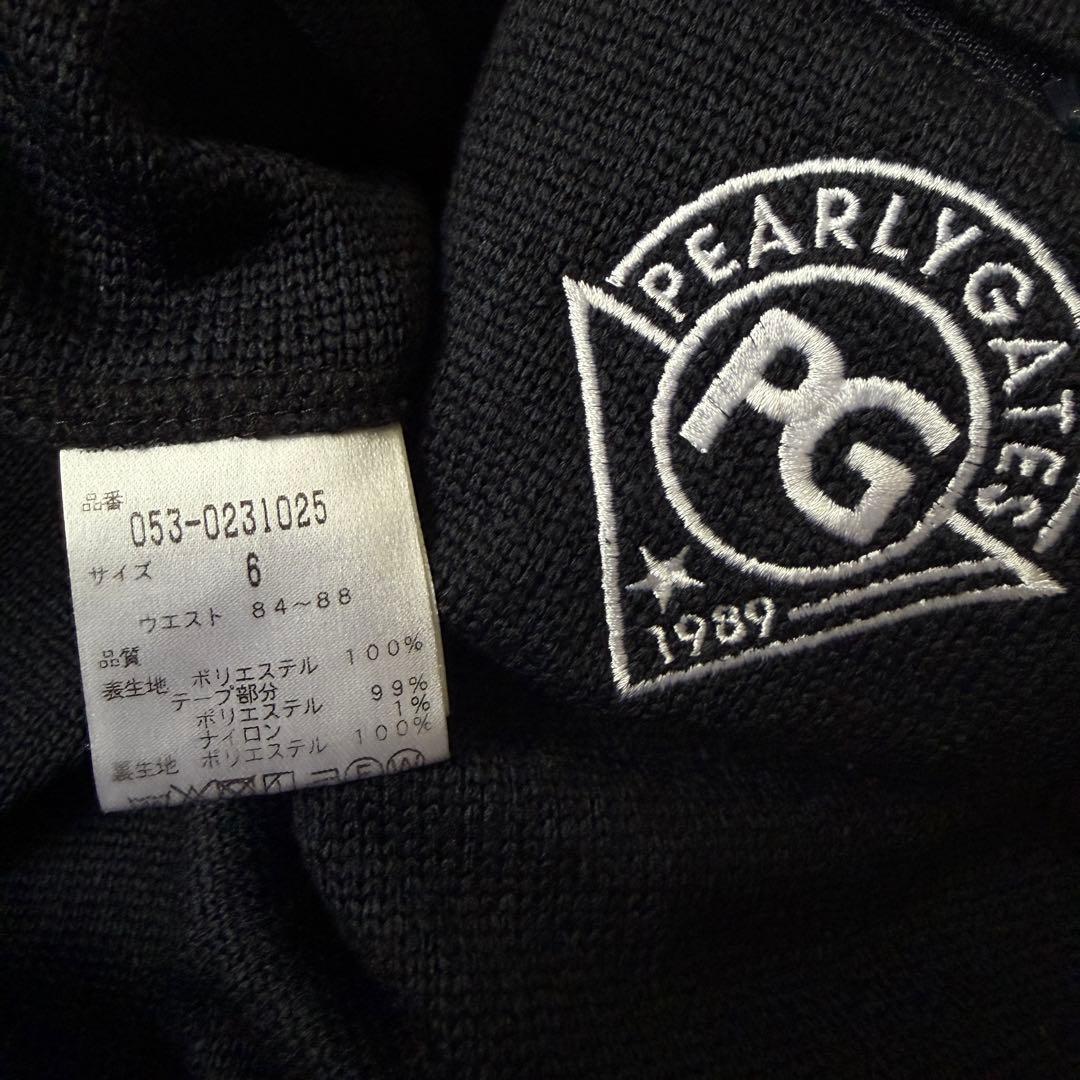 品番
053-0231025
サイズ 6
ウエスト 84～88
品質
表生地 ポリエステル 100%
テープ部分
ポリエステル 99%
ナイロン 1%
裏生地 ポリエステル 100%
F W
PEARLY GATES
PG
1989